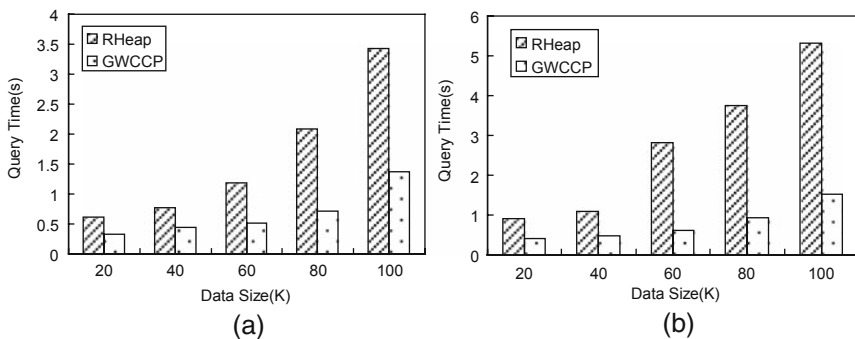 4
3.5
3
2.5
2
1.5
1
0.5
0
Query Time(s)
RHeap
GWCCP
20 40 60 80 100
Data Size(K)
(a)
6
5
4
3
2
1
0
Query Time(s)
RHeap
GWCCP
20 40 60 80 100
Data Size(K)
(b)